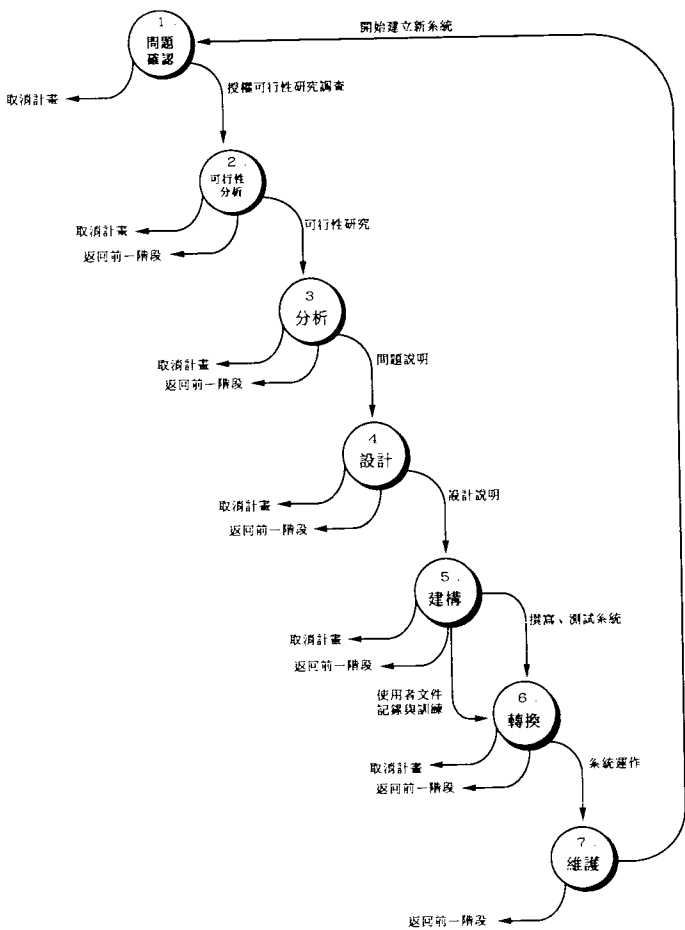 開始建立新系統
1.
問題
確認
取消計畫
授權可行性研究調查
2.
可行性
分析
取消計畫
返回前一階段
可行性研究
3
分析
取消計畫
返回前一階段
問題說明
4
設計
取消計畫
返回前一階段
設計說明
5.
建構
取消計畫
返回前一階段
撰寫、測試系統
使用者文件
記錄與訓練
6.
轉換
取消計畫
返回前一階段
系統運作
7.
維護
返回前一階段